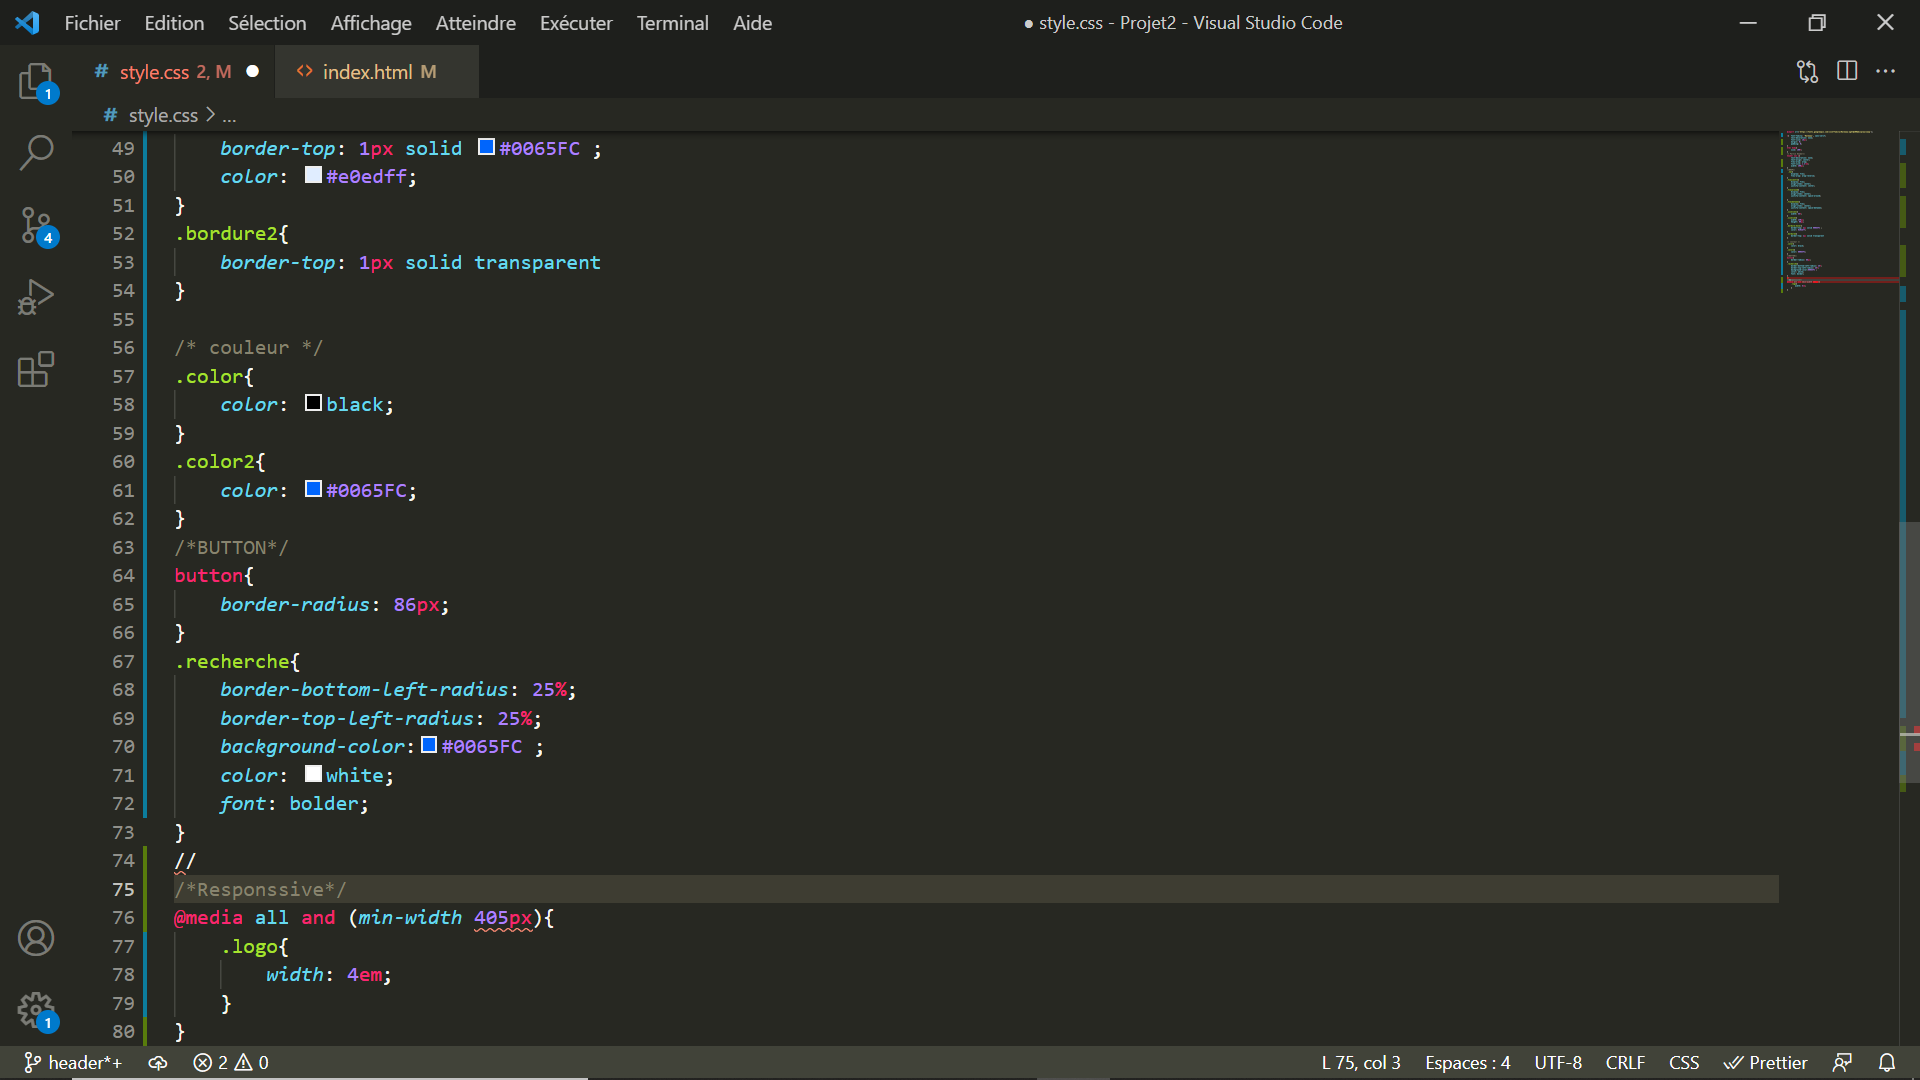 Fichier Edition Sélection Affichage Atteindre Exécuter Terminal Aide
● style.css - Projet2 - Visual Studio Code
# style.css 2, M ●
<> index.html M
# style.css > ...
49 border-top: 1px solid #0065FC ;
50 color: #e0edff;
51 }
52 .bordure2{
53 border-top: 1px solid transparent
54 }
55
56 /* couleur */
57 .color{
58 color: black;
59 }
60 .color2{
61 color: #0065FC;
62 }
63 /*BUTTON*/
64 button{
65 border-radius: 86px;
66 }
67 .recherche{
68 border-bottom-left-radius: 25%;
69 border-top-left-radius: 25%;
70 background-color: #0065FC ;
71 color: white;
72 font: bolder;
73 }
74 //
75 /*Responssive*/
76 @media all and (min-width 405px){
77 .logo{
78 width: 4em;
79 }
80 }
1
4
1
header*+ 2 0 L 75, col 3 Espaces : 4 UTF-8 CRLF CSS Prettier